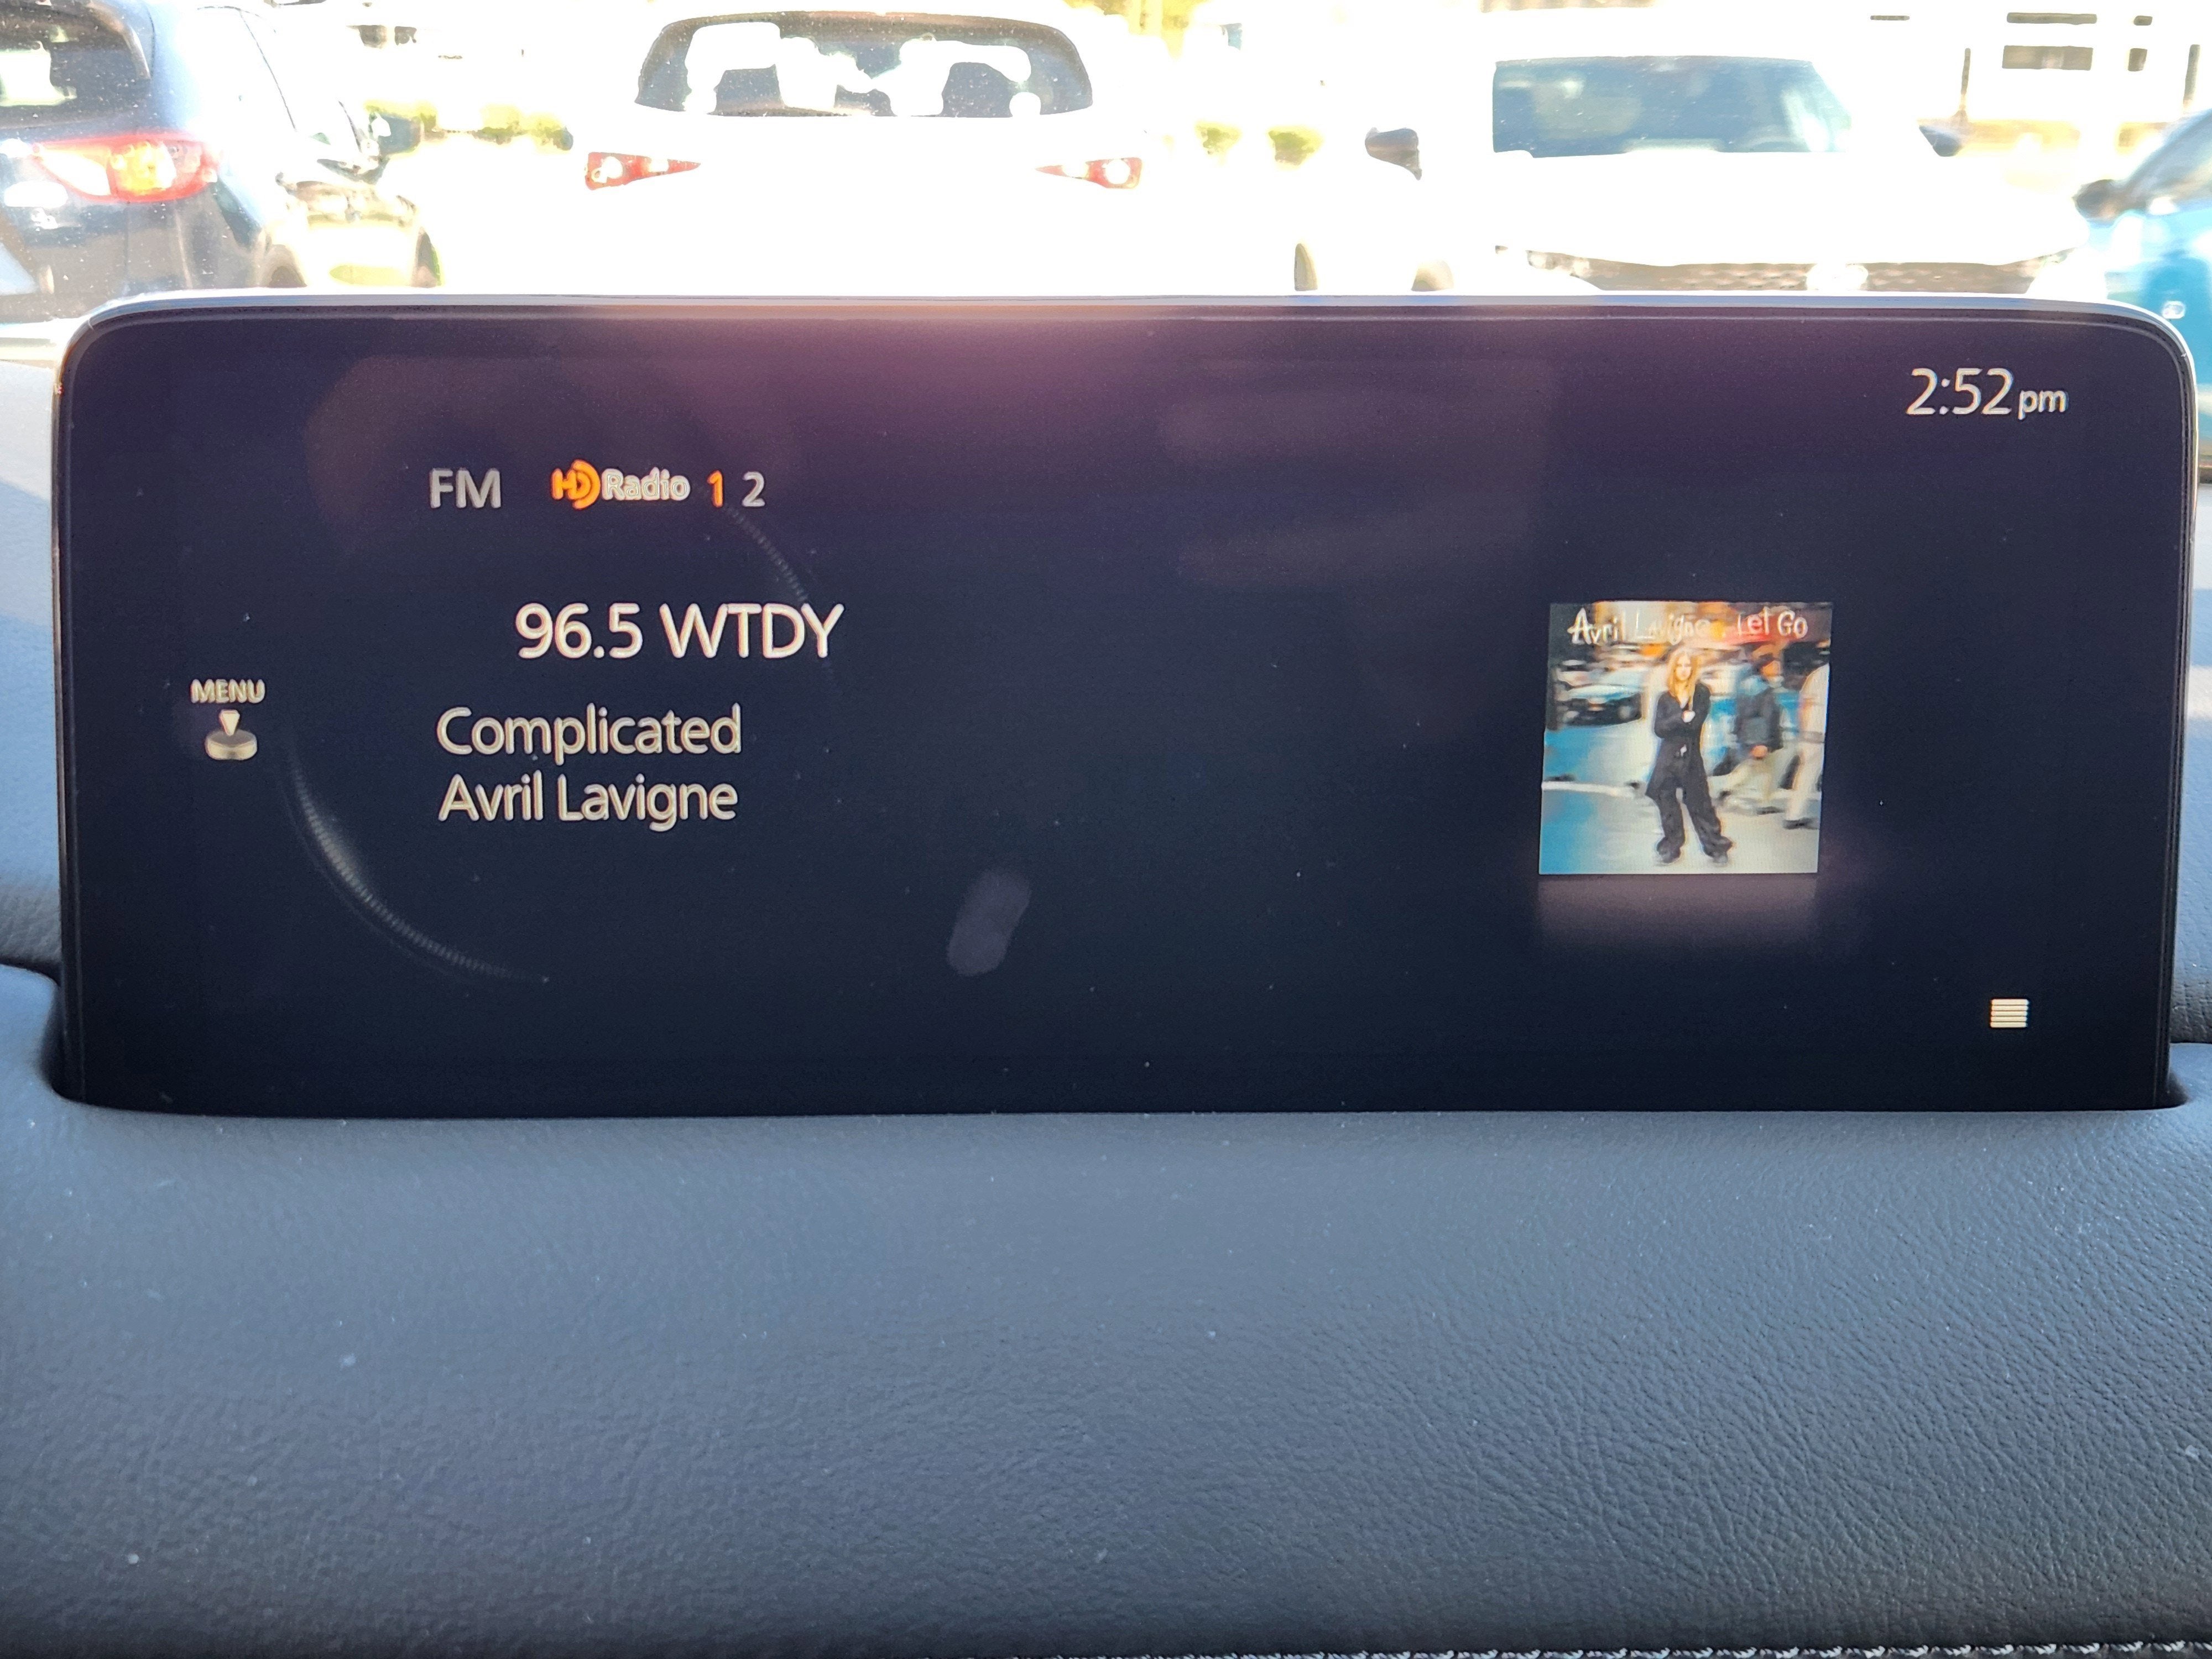 2:52pm
FM HD Radio 1 2
96.5 WTDY
MENU
Complicated
Avril Lavigne
Avril Lavigne Let Go